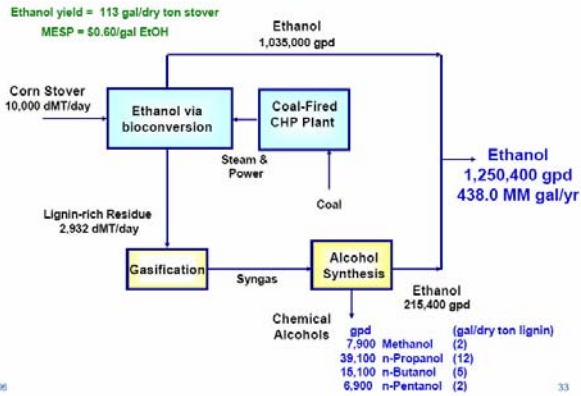 Ethanol yield = 113 gal/dry ton stover
MESP = $0.60/gal EtOH
Ethanol
1,035,000 gpd
Corn Stover
10,000 dMT/day
Ethanol via
bioconversion
Coal-Fired
CHP Plant
Steam &
Power
Coal
Ethanol
1,250,400 gpd
438.0 MM gal/yr
Lignin-rich Residue
2,932 dMT/day
Gasification
Syngas
Alcohol
Synthesis
Ethanol
215,400 gpd
Chemical
Alcohols
gpd (gal/dry ton lignin)
7,900 Methanol (2)
39,100 n-Propanol (12)
15,100 n-Butanol (5)
6,900 n-Pentanol (2)
33